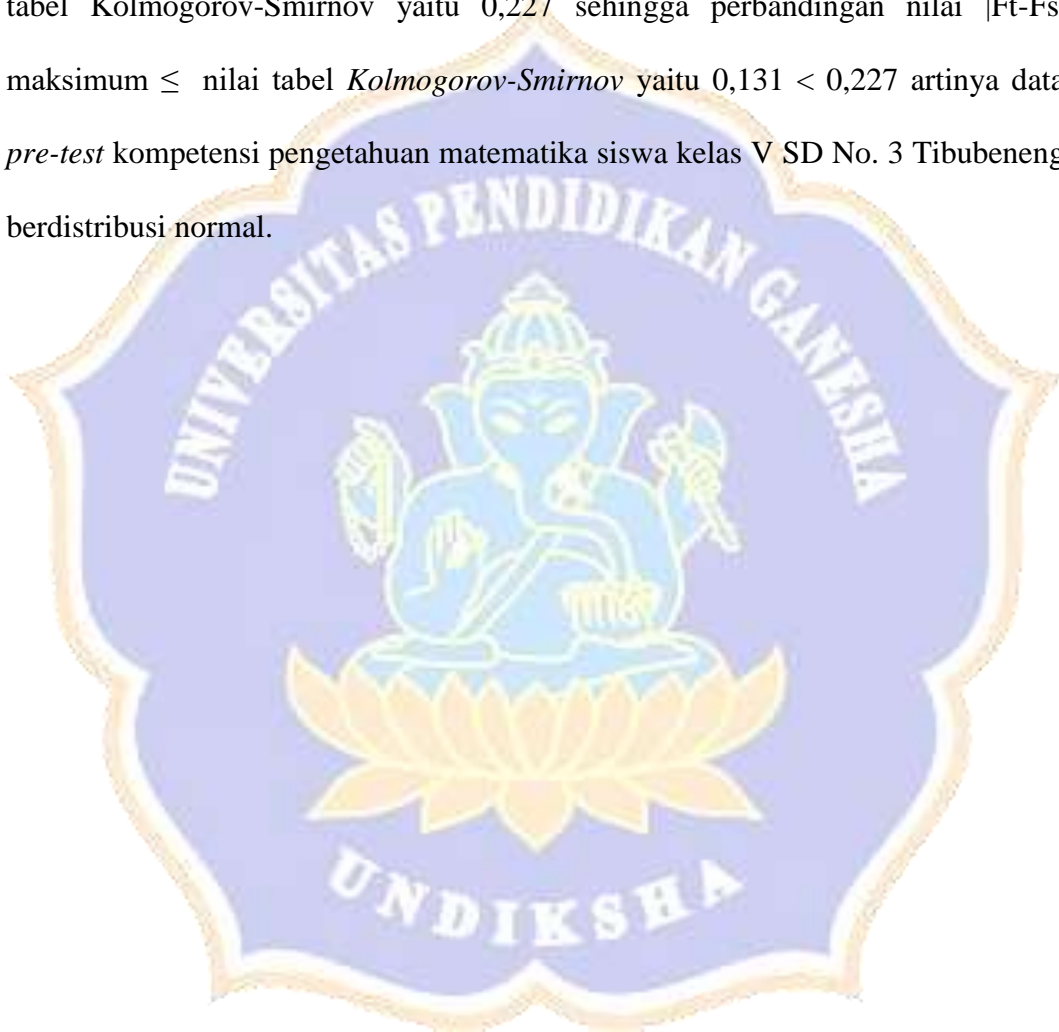 tabel Kolmogorov-Smirnov yaitu 0,227 sehingga perbandingan nilai |Ft-Fs
maksimum ≤ nilai tabel Kolmogorov-Smirnov yaitu 0,131 < 0,227 artinya data
pre-test kompetensi pengetahuan matematika siswa kelas V SD No. 3 Tibubeneng
berdistribusi normal.
UNIVERSITAS PENDIDIKAN GANESHA
UNDIKSHA